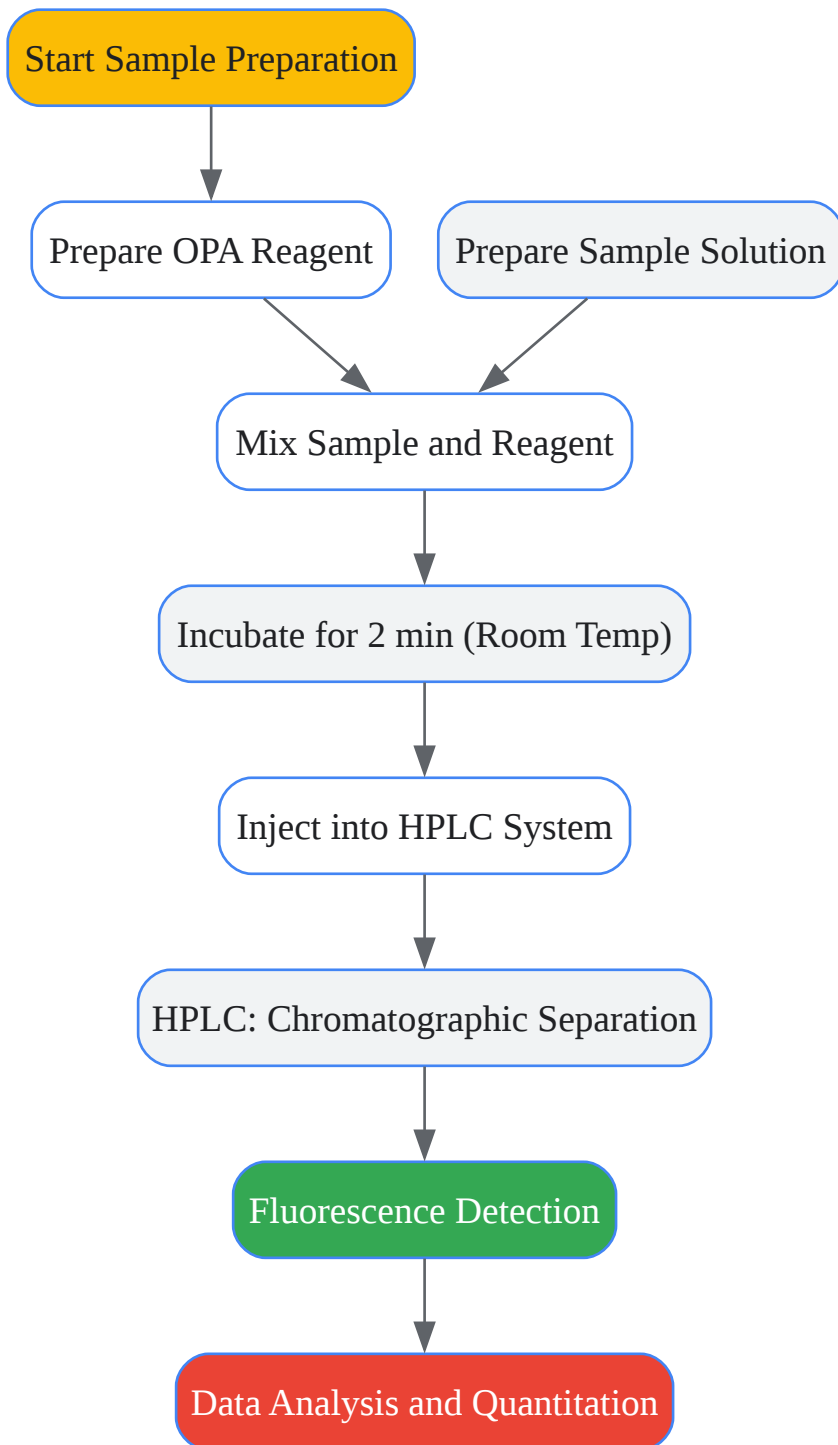 Start Sample Preparation
Prepare OPA Reagent
Prepare Sample Solution
Mix Sample and Reagent
Incubate for 2 min (Room Temp)
Inject into HPLC System
HPLC: Chromatographic Separation
Fluorescence Detection
Data Analysis and Quantitation